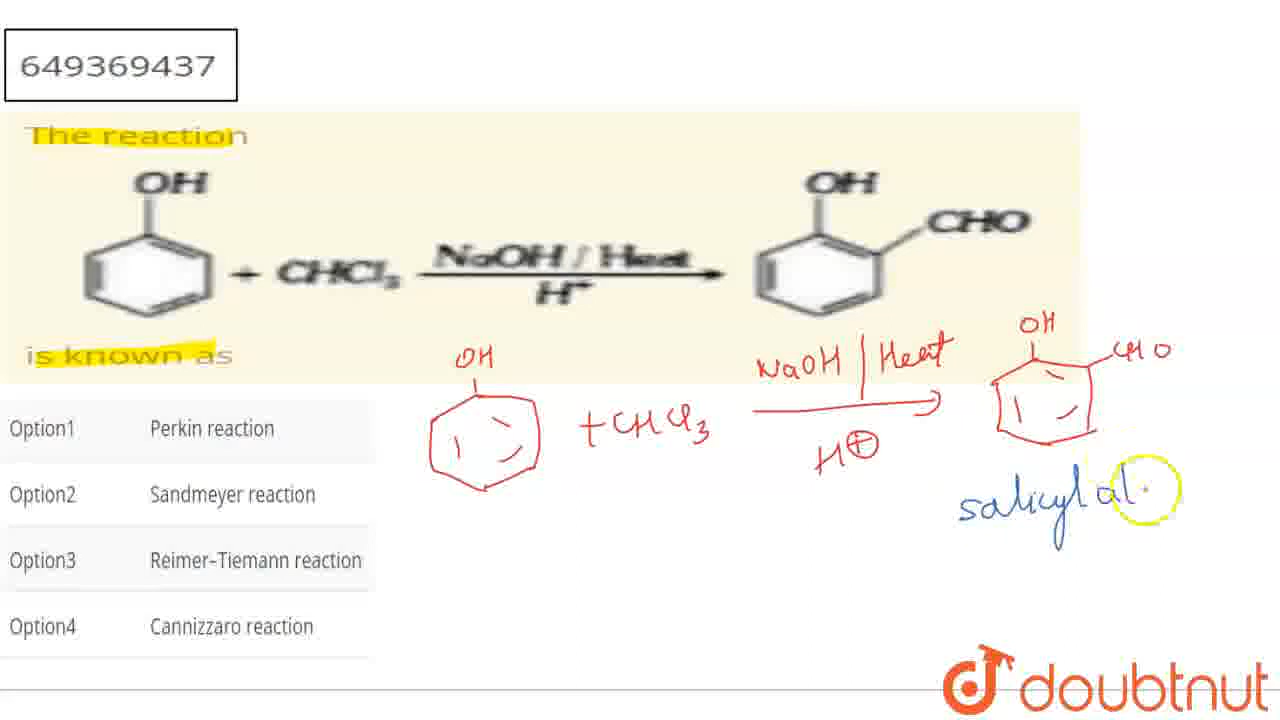 649369437
The reaction
OH
OH
CHO
+ CHCl₃
NaOH / Heat
H⁺
is known as
OH
+ CHCl₃
NaOH | Heat
H⊕
OH
CHO
Option1 Perkin reaction
Option2 Sandmeyer reaction
salicylal
Option3 Reimer–Tiemann reaction
Option4 Cannizzaro reaction
doubtnut